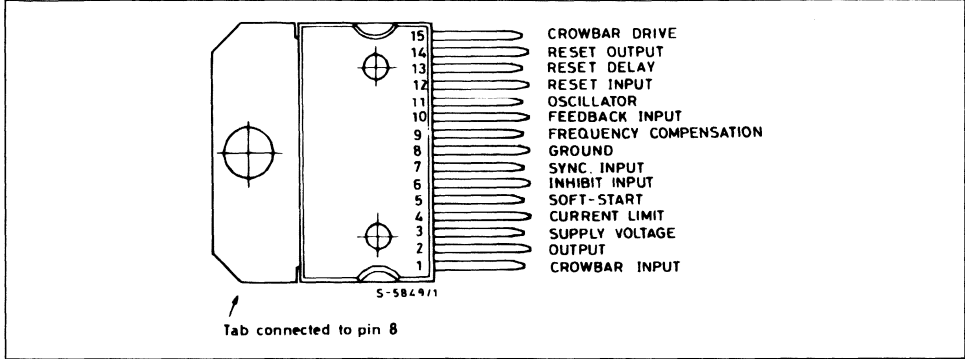 15 CROWBAR DRIVE
14 RESET OUTPUT
13 RESET DELAY
12 RESET INPUT
11 OSCILLATOR
10 FEEDBACK INPUT
9 FREQUENCY COMPENSATION
8 GROUND
7 SYNC. INPUT
6 INHIBIT INPUT
5 SOFT-START
4 CURRENT LIMIT
3 SUPPLY VOLTAGE
2 OUTPUT
1 CROWBAR INPUT
S-5849/1
Tab connected to pin 8